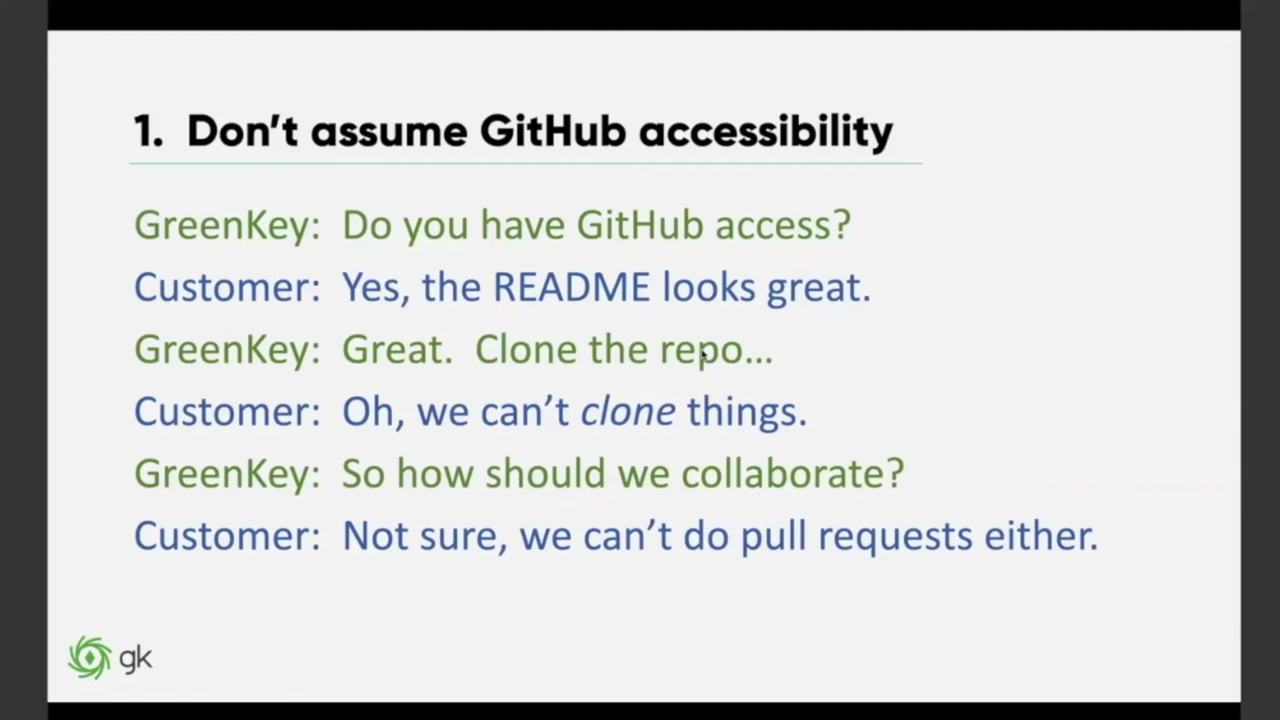 1. Don't assume GitHub accessibility
GreenKey: Do you have GitHub access?
Customer: Yes, the README looks great.
GreenKey: Great. Clone the repo...
Customer: Oh, we can't clone things.
GreenKey: So how should we collaborate?
Customer: Not sure, we can't do pull requests either.
gk